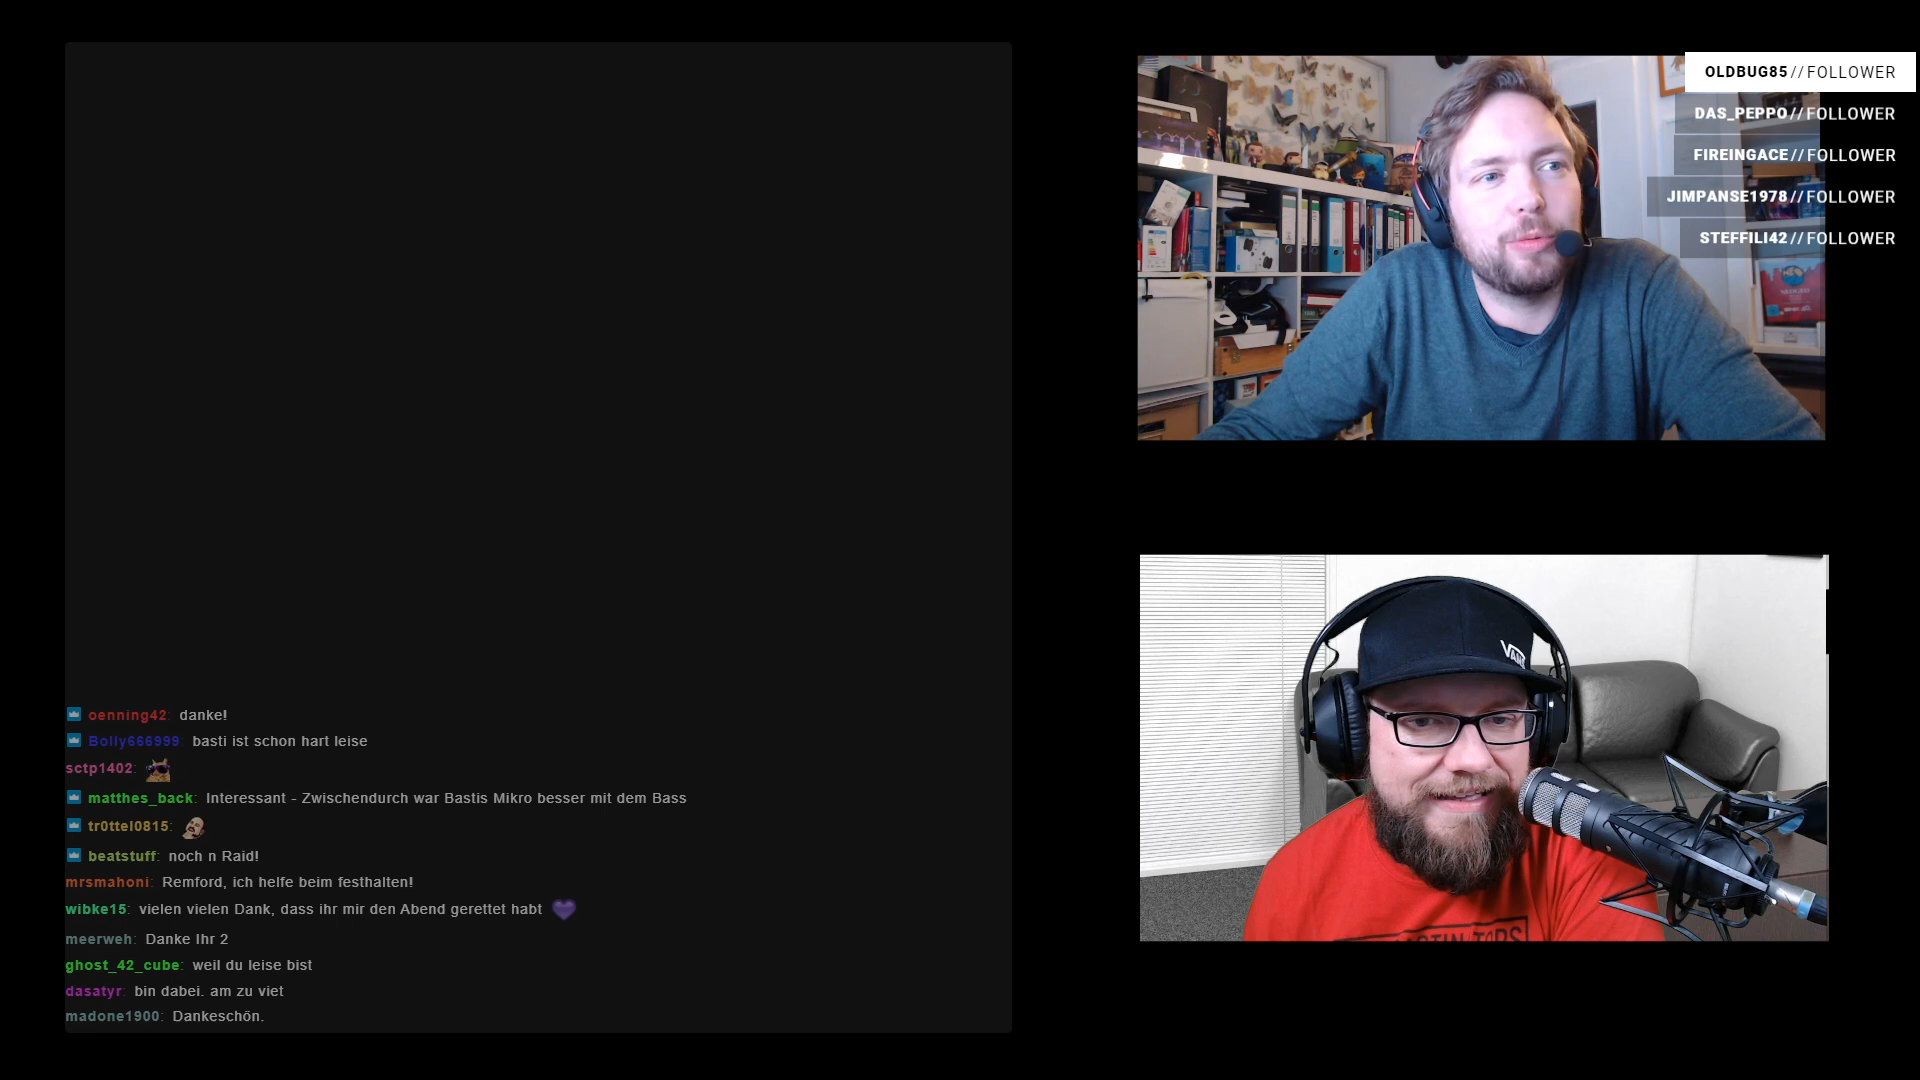 OLDBUG85//FOLLOWER
DAS_PEPPO//FOLLOWER
FIREINGACE//FOLLOWER
JIMPANSE1978//FOLLOWER
STEFFILI42//FOLLOWER
VANS
oenning42: danke!
Bolly666999: basti ist schon hart leise
sctp1402:
matthes_back: Interessant - Zwischendurch war Bastis Mikro besser mit dem Bass
tr0ttel0815:
beatstuff: noch n Raid!
mrsmahoni: Remford, ich helfe beim festhalten!
wibke15: vielen vielen Dank, dass ihr mir den Abend gerettet habt
meerweh: Danke Ihr 2
ghost_42_cube: weil du leise bist
dasatyr: bin dabei. am zu viet
madone1900: Dankeschön.